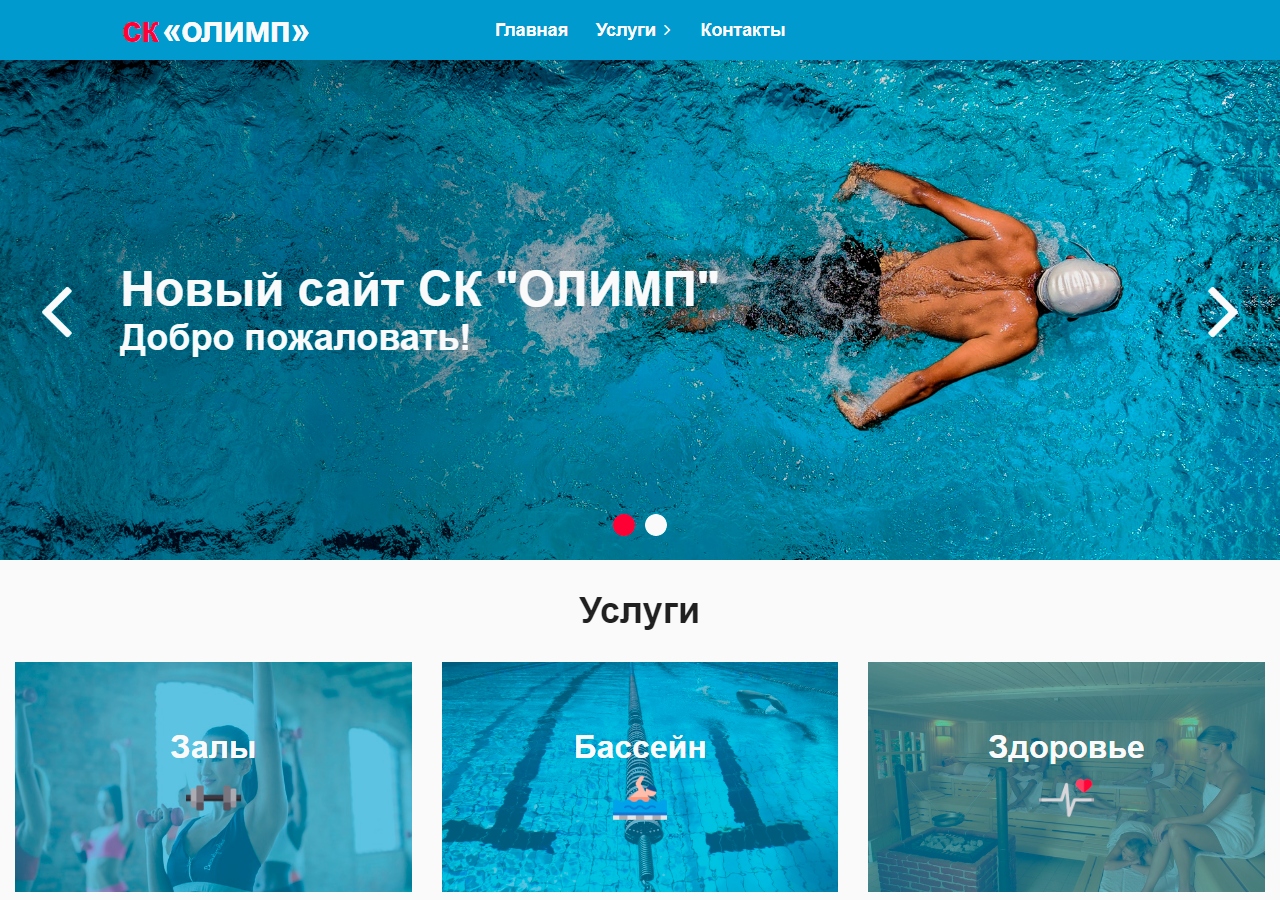 СК «ОЛИМП»
Главная Услуги Контакты
Новый сайт СК "ОЛИМП"
Добро пожаловать!
Услуги
Залы
Бассейн
Здоровье